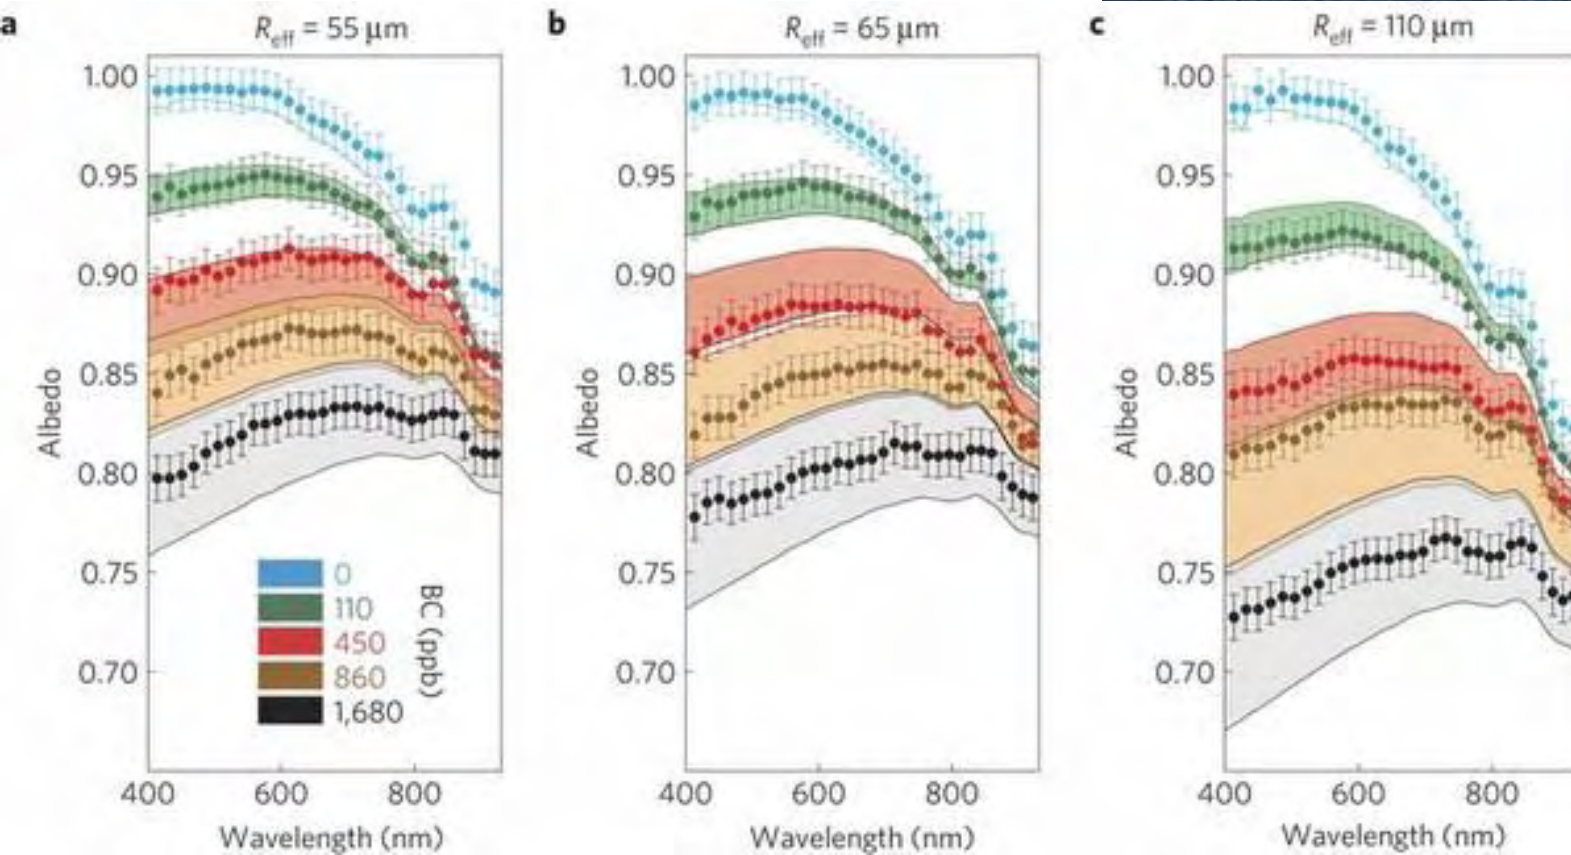 a
R_eff = 55 μm
1.00
0.95
0.90
0.85
0.80
0.75
0.70
Albedo
0
110
450
860
1,680
BC (ppb)
400 600 800
Wavelength (nm)
b
R_eff = 65 μm
1.00
0.95
0.90
0.85
0.80
0.75
0.70
Albedo
400 600 800
Wavelength (nm)
c
R_eff = 110 μm
1.00
0.95
0.90
0.85
0.80
0.75
0.70
Albedo
400 600 800
Wavelength (nm)